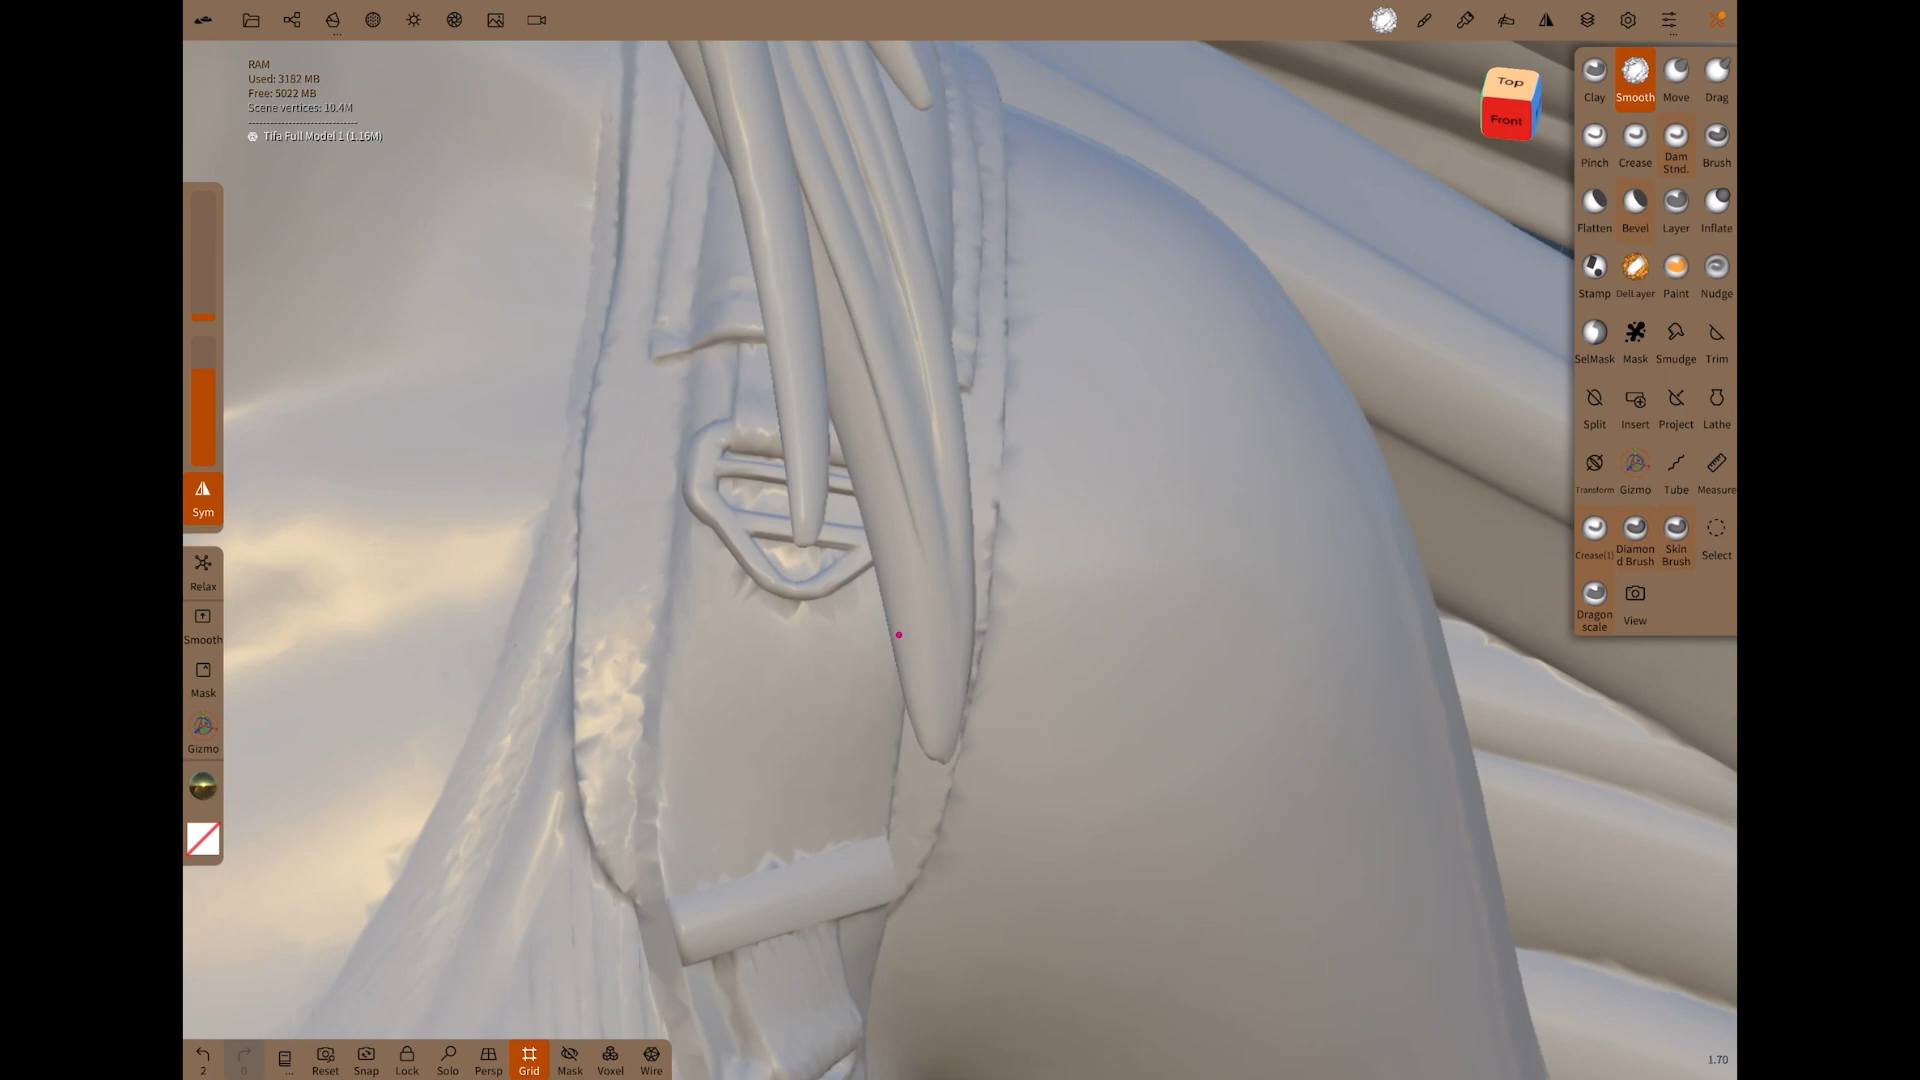 RAM
Used: 3182 MB
Free: 5022 MB
Scene vertices: 10.4M
Tifa Full Model 1 (1.16M)
Top
Front
Clay Smooth Move Drag
Pinch Crease Dam Stnd. Brush
Flatten Bevel Layer Inflate
Stamp DelLayer Paint Nudge
SelMask Mask Smudge Trim
Split Insert Project Lathe
Transform Gizmo Tube Measure
Crease(1) Diamon d Brush Skin Brush Select
Dragon scale View
Sym
Relax
Smooth
Mask
Gizmo
2 0 ... Reset Snap Lock Solo Persp Grid Mask Voxel Wire
1.70